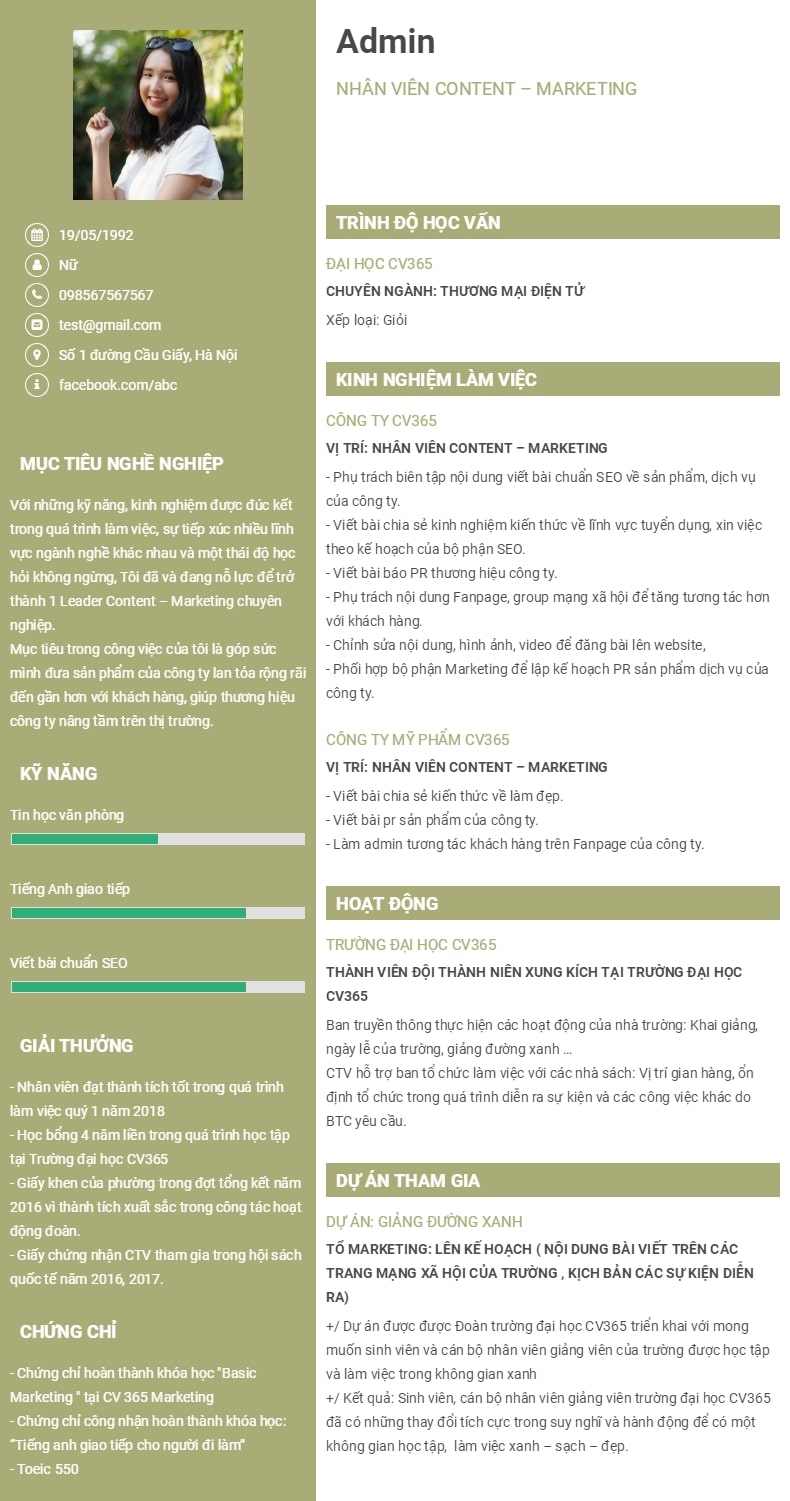 Admin
NHÂN VIÊN CONTENT – MARKETING
19/05/1992
Nữ
098567567567
test@gmail.com
Số 1 đường Cầu Giấy, Hà Nội
facebook.com/abc
MỤC TIÊU NGHỀ NGHIỆP
Với những kỹ năng, kinh nghiệm được đúc kết
trong quá trình làm việc, sự tiếp xúc nhiều lĩnh
vực ngành nghề khác nhau và một thái độ học
hỏi không ngừng, Tôi đã và đang nỗ lực để trở
thành 1 Leader Content – Marketing chuyên
nghiệp.
Mục tiêu trong công việc của tôi là góp sức
mình đưa sản phẩm của công ty lan tỏa rộng rãi
đến gần hơn với khách hàng, giúp thương hiệu
công ty nâng tầm trên thị trường.
KỸ NĂNG
Tin học văn phòng
Tiếng Anh giao tiếp
Viết bài chuẩn SEO
GIẢI THƯỞNG
- Nhân viên đạt thành tích tốt trong quá trình
làm việc quý 1 năm 2018
- Học bổng 4 năm liền trong quá trình học tập
tại Trường đại học CV365
- Giấy khen của phường trong đợt tổng kết năm
2016 vì thành tích xuất sắc trong công tác hoạt
động đoàn.
- Giấy chứng nhận CTV tham gia trong hội sách
quốc tế năm 2016, 2017.
CHỨNG CHỈ
- Chứng chỉ hoàn thành khóa học "Basic
Marketing " tại CV 365 Marketing
- Chứng chỉ công nhận hoàn thành khóa học:
“Tiếng anh giao tiếp cho người đi làm”
- Toeic 550
TRÌNH ĐỘ HỌC VẤN
ĐẠI HỌC CV365
CHUYÊN NGÀNH: THƯƠNG MẠI ĐIỆN TỬ
Xếp loại: Giỏi
KINH NGHIỆM LÀM VIỆC
CÔNG TY CV365
VỊ TRÍ: NHÂN VIÊN CONTENT – MARKETING
- Phụ trách biên tập nội dung viết bài chuẩn SEO về sản phẩm, dịch vụ
của công ty.
- Viết bài chia sẻ kinh nghiệm kiến thức về lĩnh vực tuyển dụng, xin việc
theo kế hoạch của bộ phận SEO.
- Viết bài báo PR thương hiệu công ty.
- Phụ trách nội dung Fanpage, group mạng xã hội để tăng tương tác hơn
với khách hàng.
- Chỉnh sửa nội dung, hình ảnh, video để đăng bài lên website,
- Phối hợp bộ phận Marketing để lập kế hoạch PR sản phẩm dịch vụ của
công ty.
CÔNG TY MỸ PHẨM CV365
VỊ TRÍ: NHÂN VIÊN CONTENT – MARKETING
- Viết bài chia sẻ kiến thức về làm đẹp.
- Viết bài pr sản phẩm của công ty.
- Làm admin tương tác khách hàng trên Fanpage của công ty.
HOẠT ĐỘNG
TRƯỜNG ĐẠI HỌC CV365
THÀNH VIÊN ĐỘI THÀNH NIÊN XUNG KÍCH TẠI TRƯỜNG ĐẠI HỌC
CV365
Ban truyền thông thực hiện các hoạt động của nhà trường: Khai giảng,
ngày lễ của trường, giảng đường xanh ...
CTV hỗ trợ ban tổ chức làm việc với các nhà sách: Vị trí gian hàng, ổn
định tổ chức trong quá trình diễn ra sự kiện và các công việc khác do
BTC yêu cầu.
DỰ ÁN THAM GIA
DỰ ÁN: GIẢNG ĐƯỜNG XANH
TỔ MARKETING: LÊN KẾ HOẠCH ( NỘI DUNG BÀI VIẾT TRÊN CÁC
TRANG MẠNG XÃ HỘI CỦA TRƯỜNG , KỊCH BẢN CÁC SỰ KIỆN DIỄN
RA)
+/ Dự án được được Đoàn trường đại học CV365 triển khai với mong
muốn sinh viên và cán bộ nhân viên giảng viên của trường được học tập
và làm việc trong không gian xanh
+/ Kết quả: Sinh viên, cán bộ nhân viên giảng viên trường đại học CV365
đã có những thay đổi tích cực trong suy nghĩ và hành động để có một
không gian học tập,  làm việc xanh – sạch – đẹp.